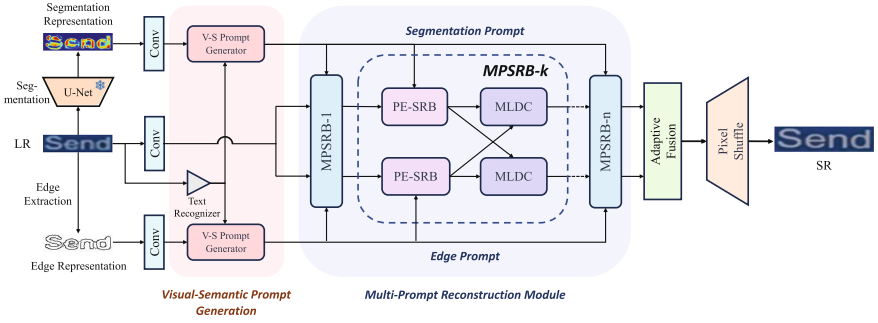 Segmentation
Representation
Send
Conv
V-S Prompt
Generator
Segmentation Prompt
Seg-
mentation
U-Net
MPSRB-k
MPSRB-1
PE-SRB
MLDC
MPSRB-n
LR
Send
Conv
Adaptive
Fusion
Pixel
Shuffle
Send
SR
Edge
Extraction
Text
Recognizer
PE-SRB
MLDC
Send
Conv
V-S Prompt
Generator
Edge Representation
Edge Prompt
Visual-Semantic Prompt
Generation
Multi-Prompt Reconstruction Module